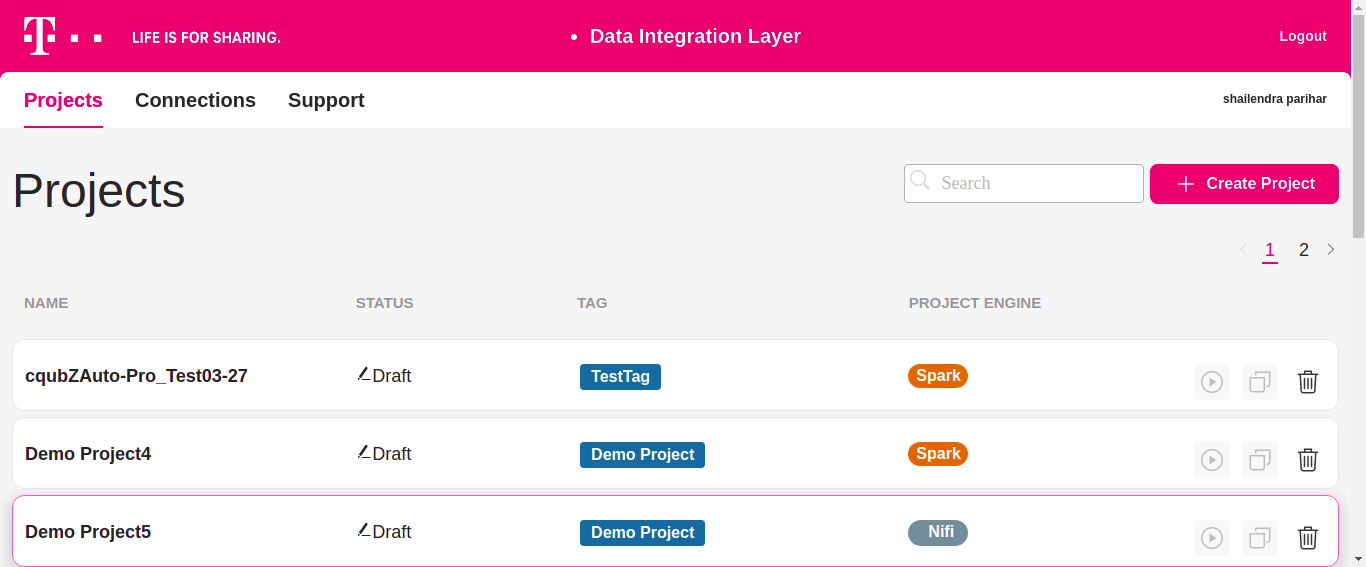 T LIFE IS FOR SHARING. • Data Integration Layer Logout
Projects Connections Support shailendra parihar
Projects Search Create Project
1 2
NAME STATUS TAG PROJECT ENGINE
cqubZAuto-Pro_Test03-27 Draft TestTag Spark
Demo Project4 Draft Demo Project Spark
Demo Project5 Draft Demo Project Nifi